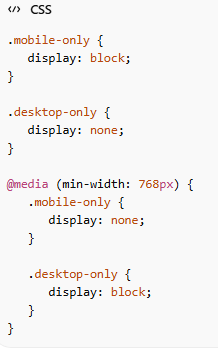 </> CSS
.mobile-only {
   display: block;
}

.desktop-only {
   display: none;
}

@media (min-width: 768px) {
   .mobile-only {
      display: none;
   }

   .desktop-only {
      display: block;
   }
}